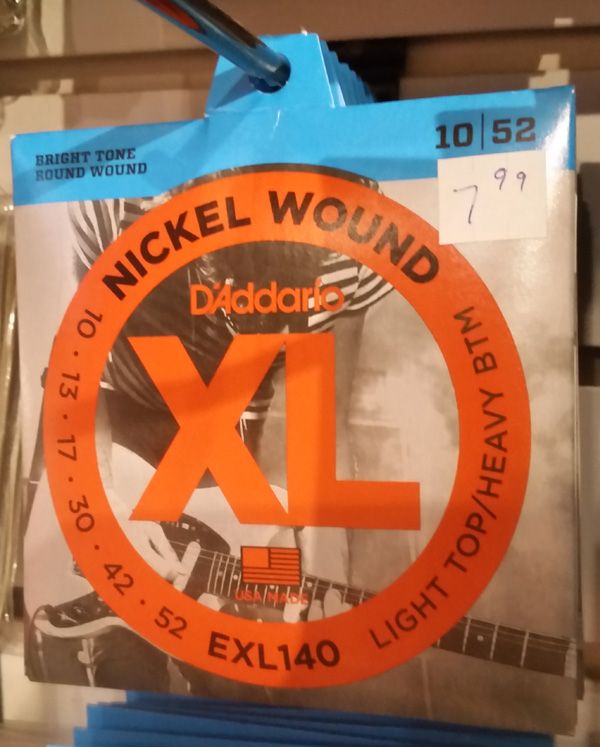 BRIGHT TONE
ROUND WOUND
10|52
7 99
NICKEL WOUND
D'Addario
XL
USA MADE
10 · 13 · 17 · 30 · 42 · 52
EXL140
LIGHT TOP/HEAVY BTM